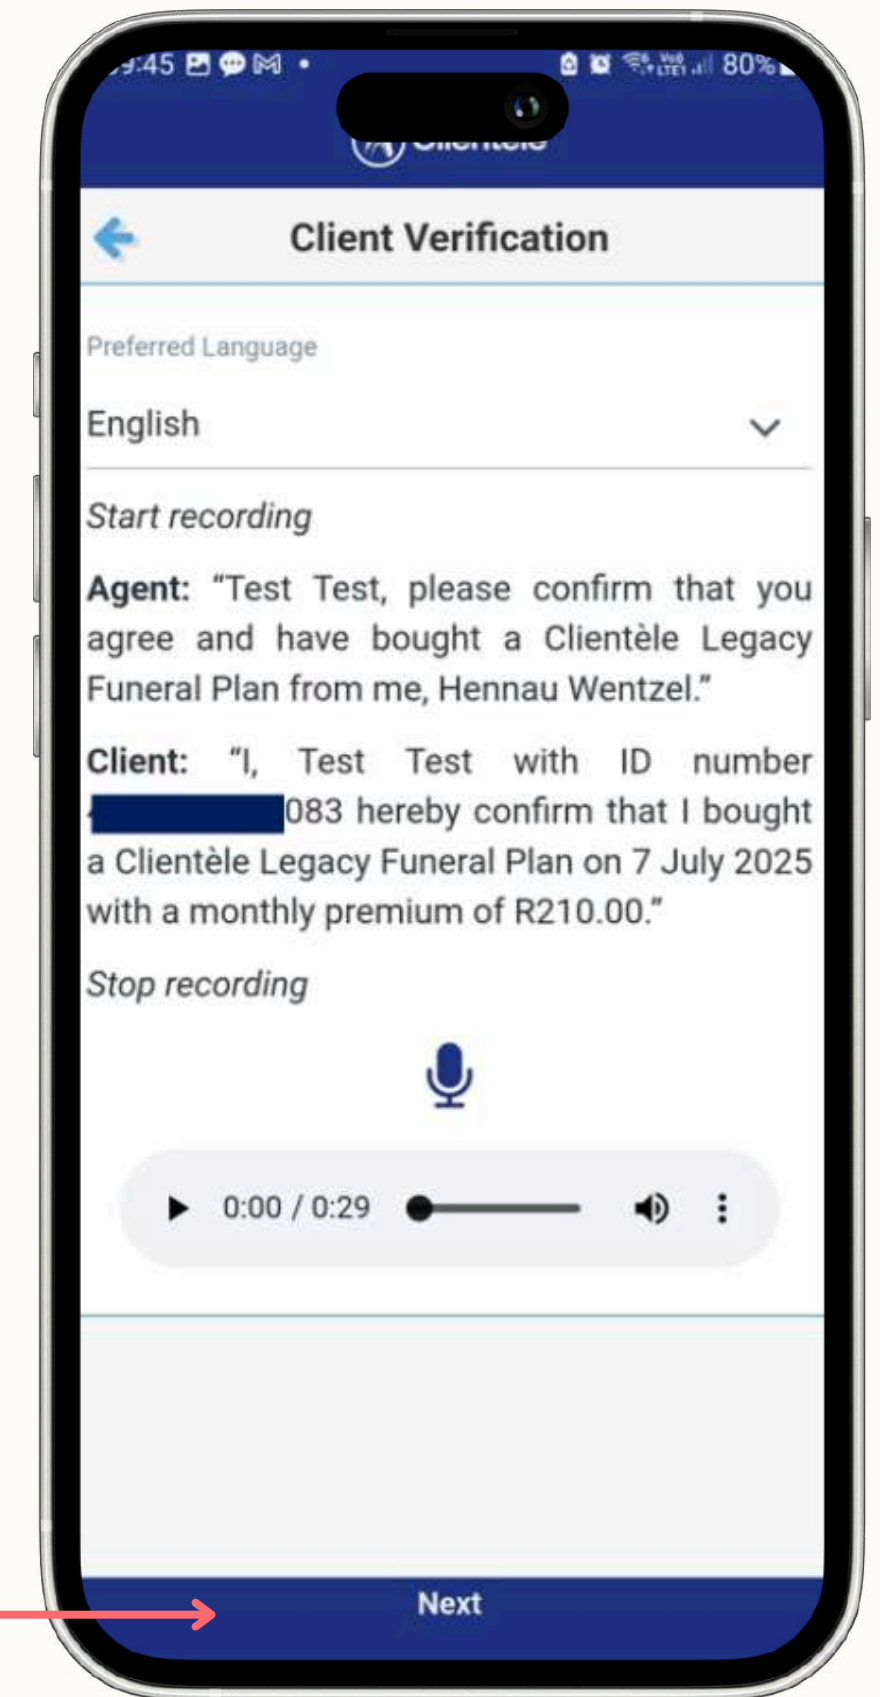 9:45
80%
Client Verification
Preferred Language
English
Start recording
Agent: “Test Test, please confirm that you
agree and have bought a Clientèle Legacy
Funeral Plan from me, Hennau Wentzel.”
Client: “I, Test Test with ID number
083 hereby confirm that I bought
a Clientèle Legacy Funeral Plan on 7 July 2025
with a monthly premium of R210.00.”
Stop recording
0:00 / 0:29
Next